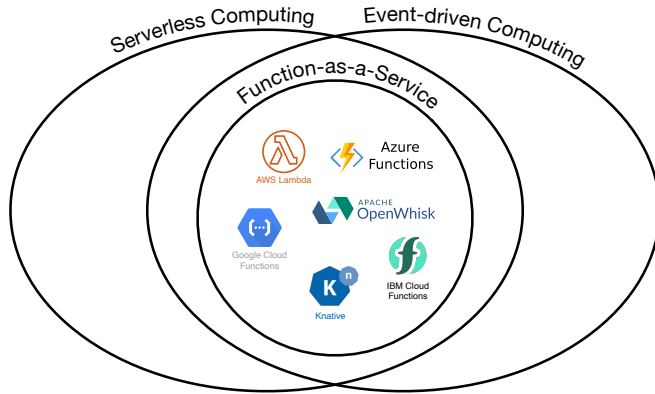 Serverless Computing
Event-driven Computing
Function-as-a-Service
AWS Lambda
Azure
Functions
APACHE
OpenWhisk
Google Cloud
Functions
IBM Cloud
Functions
K
n
Knative